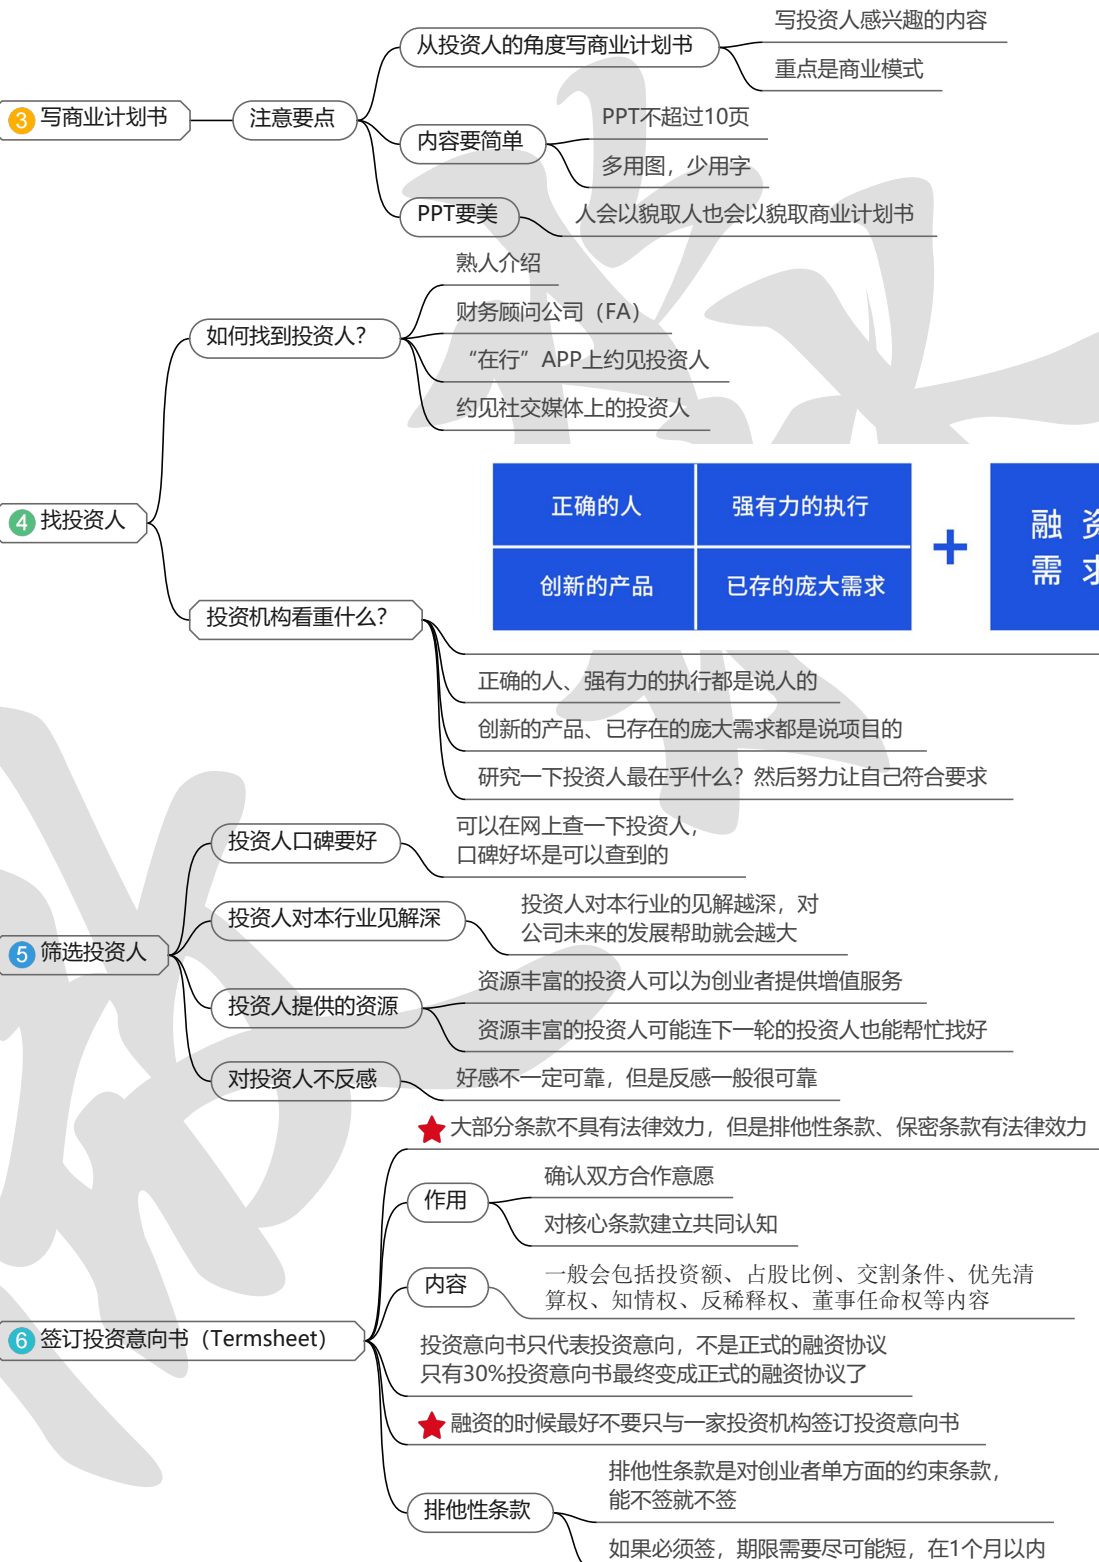 3 写商业计划书
注意要点
从投资人的角度写商业计划书
写投资人感兴趣的内容
重点是商业模式
内容要简单
PPT不超过10页
多用图，少用字
PPT要美
人会以貌取人也会以貌取商业计划书
4 找投资人
如何找到投资人？
熟人介绍
财务顾问公司（FA）
“在行”APP上约见投资人
约见社交媒体上的投资人
投资机构看重什么？
正确的人
强有力的执行
创新的产品
已存的庞大需求
+
融资
需求
正确的人、强有力的执行都是说人的
创新的产品、已存在的庞大需求都是说项目的
研究一下投资人最在乎什么？然后努力让自己符合要求
5 筛选投资人
投资人口碑要好
可以在网上查一下投资人，
口碑好坏是可以查到的
投资人对本行业见解深
投资人对本行业的见解越深，对
公司未来的发展帮助就会越大
投资人提供的资源
资源丰富的投资人可以为创业者提供增值服务
资源丰富的投资人可能连下一轮的投资人也能帮忙找好
对投资人不反感
好感不一定可靠，但是反感一般很可靠
6 签订投资意向书（Termsheet）
大部分条款不具有法律效力，但是排他性条款、保密条款有法律效力
作用
确认双方合作意愿
对核心条款建立共同认知
内容
一般会包括投资额、占股比例、交割条件、优先清
算权、知情权、反稀释权、董事任命权等内容
投资意向书只代表投资意向，不是正式的融资协议
只有30%投资意向书最终变成正式的融资协议了
融资的时候最好不要只与一家投资机构签订投资意向书
排他性条款
排他性条款是对创业者单方面的约束条款，
能不签就不签
如果必须签，期限需要尽可能短，在1个月以内